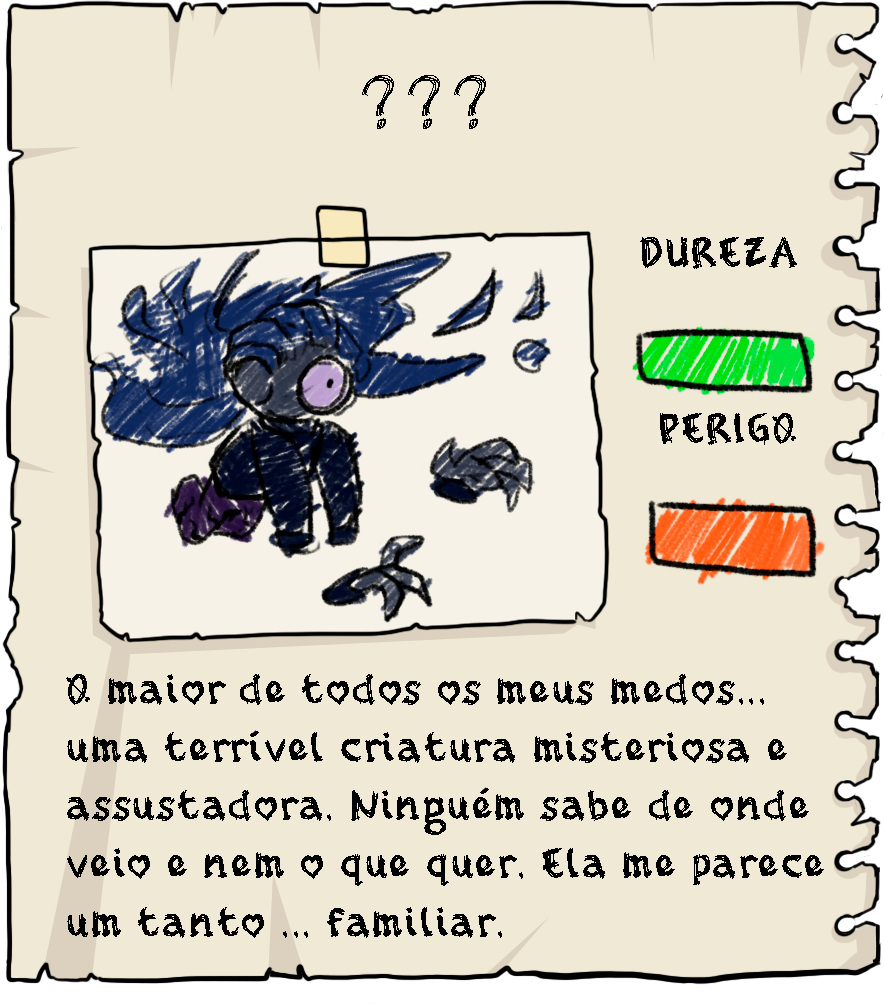 ???
DUREZA
PERIGO
O maior de todos os meus medos...
uma terrível criatura misteriosa e
assustadora. Ninguém sabe de onde
veio e nem o que quer. Ela me parece
um tanto ... familiar.